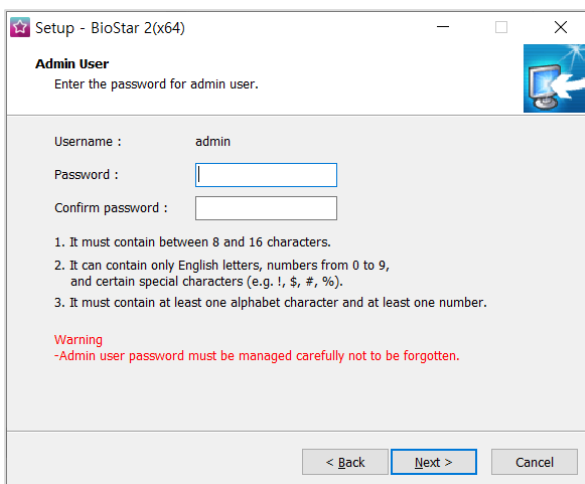 Setup - BioStar 2(x64)
Admin User
Enter the password for admin user.
Username :
admin
Password :
Confirm password :
1. It must contain between 8 and 16 characters.
2. It can contain only English letters, numbers from 0 to 9,
and certain special characters (e.g. !, $, #, %).
3. It must contain at least one alphabet character and at least one number.
Warning
-Admin user password must be managed carefully not to be forgotten.
< Back
Next >
Cancel